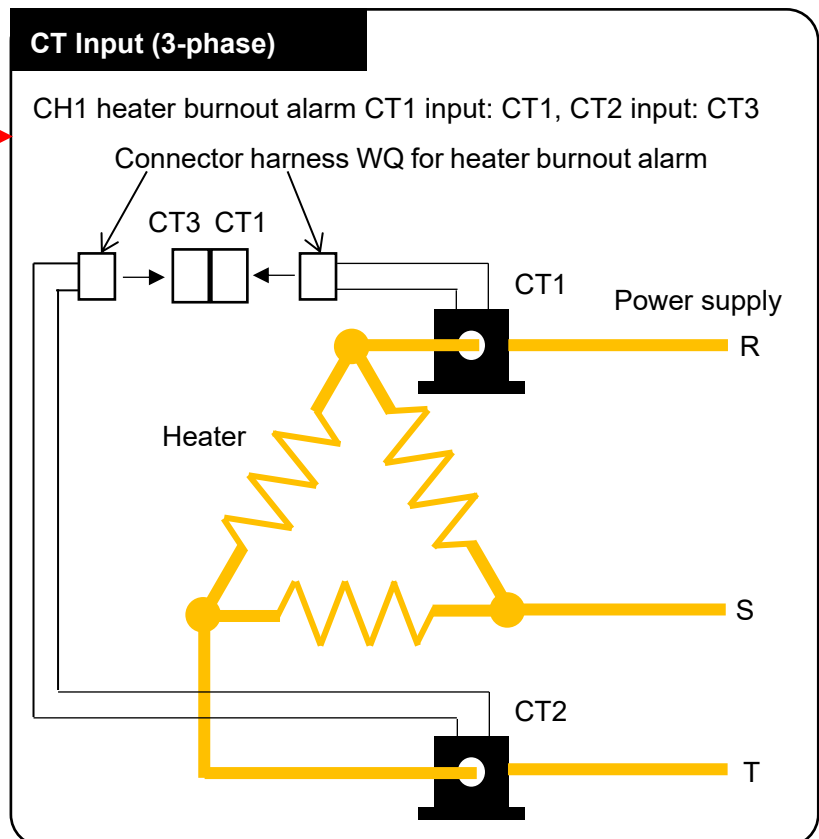 CT Input (3-phase)
CH1 heater burnout alarm CT1 input: CT1, CT2 input: CT3
Connector harness WQ for heater burnout alarm
CT3 CT1
CT1
Power supply
R
Heater
S
CT2
T